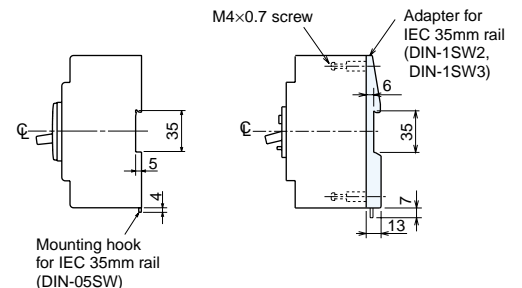 M4×0.7 screw
Adapter for
IEC 35mm rail
(DIN-1SW2,
DIN-1SW3)
6
℄
35
5
4
℄
35
7
13
Mounting hook
for IEC 35mm rail
(DIN-05SW)